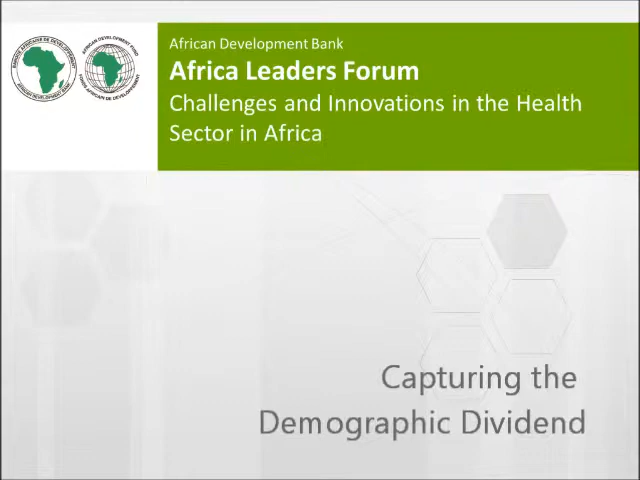 African Development Bank
Africa Leaders Forum
Challenges and Innovations in the Health
Sector in Africa
Capturing the
Demographic Dividend